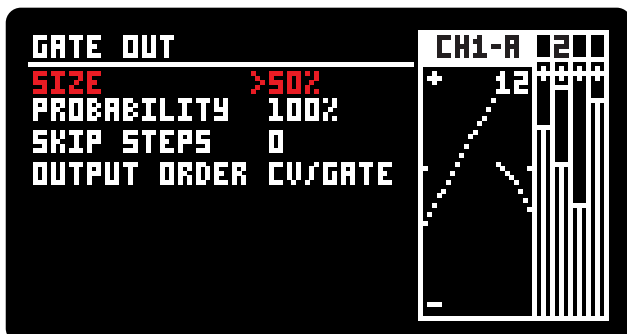 GATE OUT
SIZE >50%
PROBABILITY 100%
SKIP STEPS 0
OUTPUT ORDER CV/GATE
CH1-A 2
+ 12
-